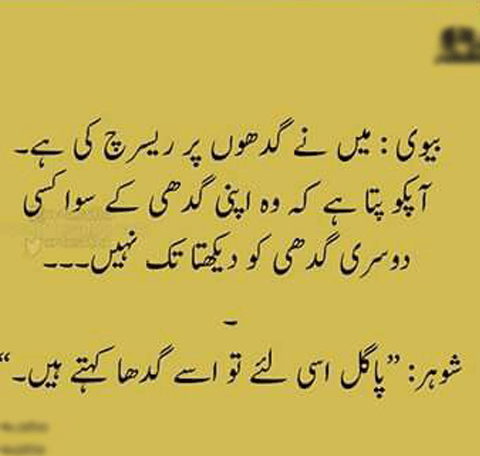 بیوی : میں نے گدھوں پر ریسرچ کی ہے۔
آپکو پتا ہے کہ وہ اپنی گدھی کے سوا کسی
دوسری گدھی کو دیکھتا تک نہیں۔۔۔
۔
شوہر: ”پاگل اسی لئے تو اسے گدھا کہتے ہیں۔“